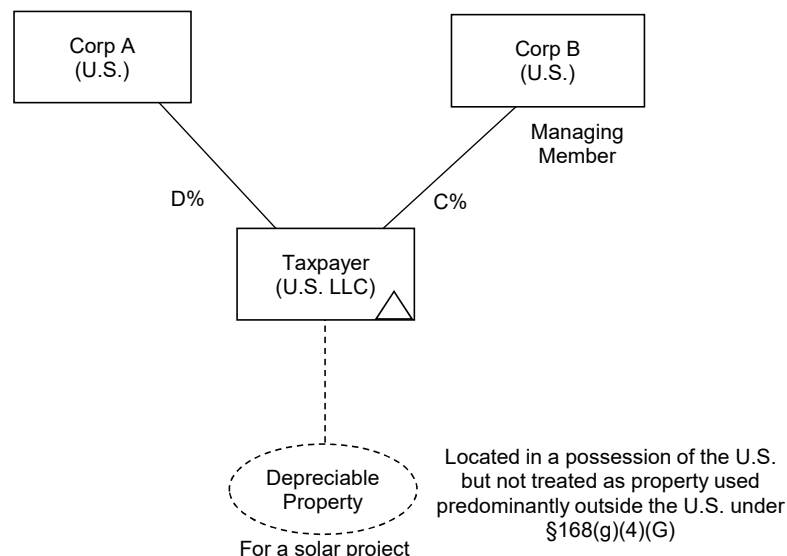 Corp A
(U.S.)
Corp B
(U.S.)
Managing
Member
D%
C%
Taxpayer
(U.S. LLC)
Depreciable
Property
Located in a possession of the U.S.
but not treated as property used
predominantly outside the U.S. under
§168(g)(4)(G)
For a solar project